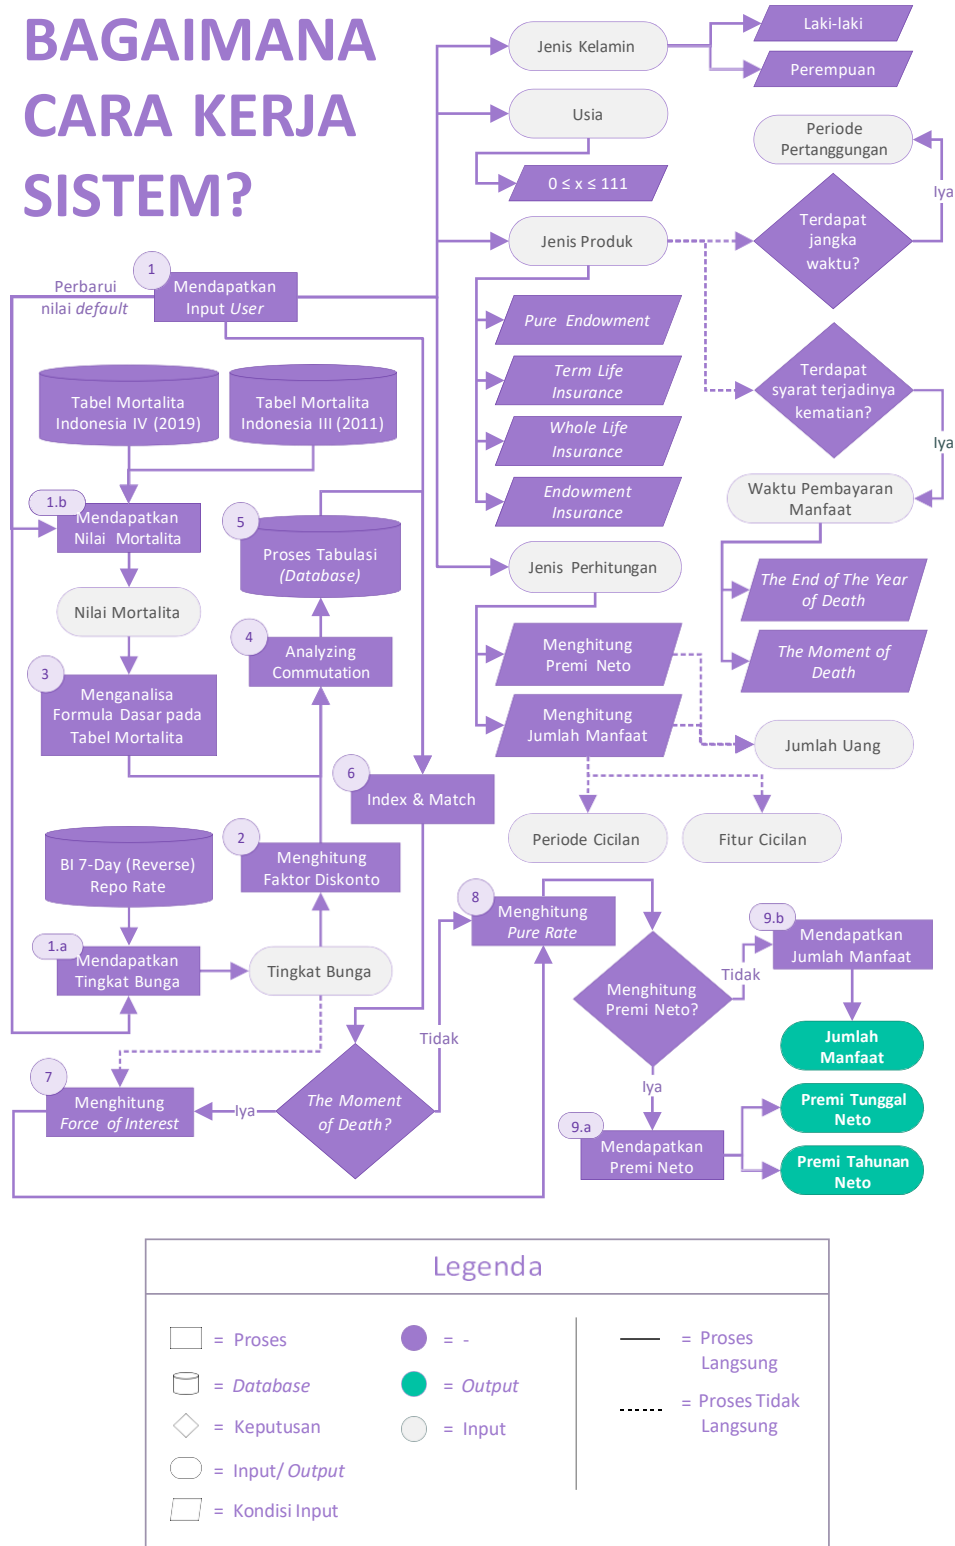 BAGAIMANA
CARA KERJA
SISTEM?
Jenis Kelamin
Laki-laki
Perempuan
Usia
0 ≤ x ≤ 111
Periode
Pertanggungan
Iya
Jenis Produk
Terdapat
jangka
waktu?
1
Mendapatkan
Input User
Perbarui
nilai default
Pure Endowment
Term Life
Insurance
Whole Life
Insurance
Endowment
Insurance
Terdapat
syarat terjadinya
kematian?
Iya
Tabel Mortalita
Indonesia IV (2019)
Tabel Mortalita
Indonesia III (2011)
1.b
Mendapatkan
Nilai Mortalita
5
Proses Tabulasi
(Database)
Waktu Pembayaran
Manfaat
Jenis Perhitungan
The End of The Year
of Death
The Moment of
Death
Nilai Mortalita
4
Analyzing
Commutation
Menghitung
Premi Neto
3
Menganalisa
Formula Dasar pada
Tabel Mortalita
Menghitung
Jumlah Manfaat
Jumlah Uang
6
Index & Match
Periode Cicilan
Fitur Cicilan
BI 7-Day (Reverse)
Repo Rate
2
Menghitung
Faktor Diskonto
8
Menghitung
Pure Rate
9.b
Mendapatkan
Jumlah Manfaat
1.a
Mendapatkan
Tingkat Bunga
Tingkat Bunga
Menghitung
Premi Neto?
Tidak
Tidak
Jumlah
Manfaat
7
Menghitung
Force of Interest
Iya
The Moment
of Death?
Iya
Premi Tunggal
Neto
9.a
Mendapatkan
Premi Neto
Premi Tahunan
Neto
Legenda
= Proses
= Database
= Keputusan
= Input/Output
= Kondisi Input
= -
= Output
= Input
= Proses
Langsung
= Proses Tidak
Langsung